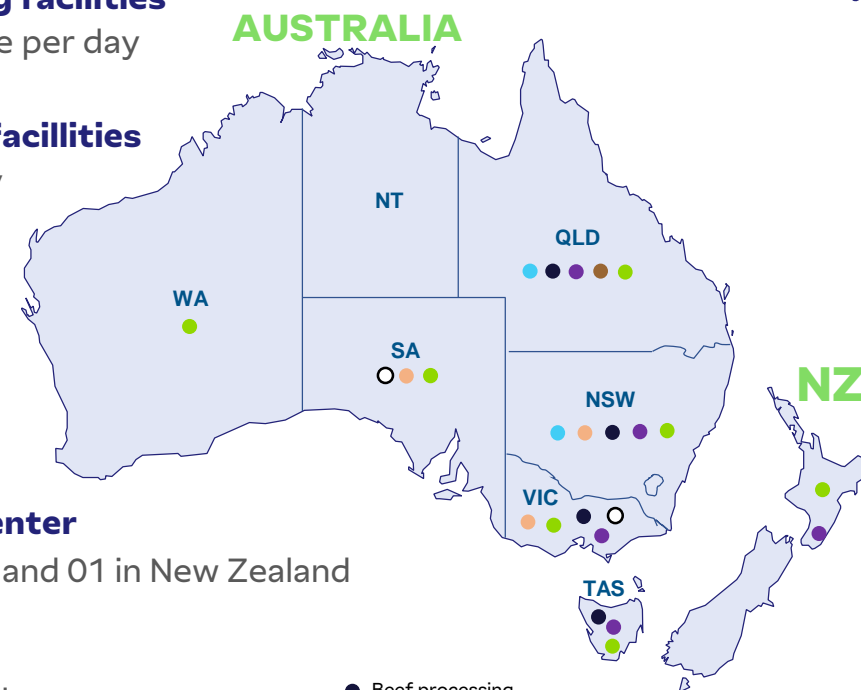 facilities
AUSTRALIA
e per day
facillities
NT
QLD
WA
SA
NZ
NSW
VIC
enter
and 01 in New Zealand
TAS
Beef processing